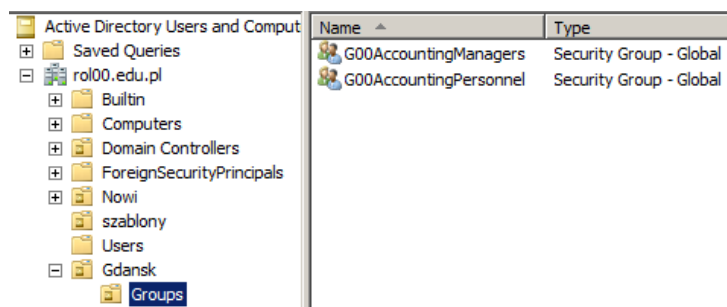 Active Directory Users and Comput
Saved Queries
rol00.edu.pl
Builtin
Computers
Domain Controllers
ForeignSecurityPrincipals
Nowi
szablony
Users
Gdansk
Groups
Name Type
G00AccountingManagers Security Group - Global
G00AccountingPersonnel Security Group - Global